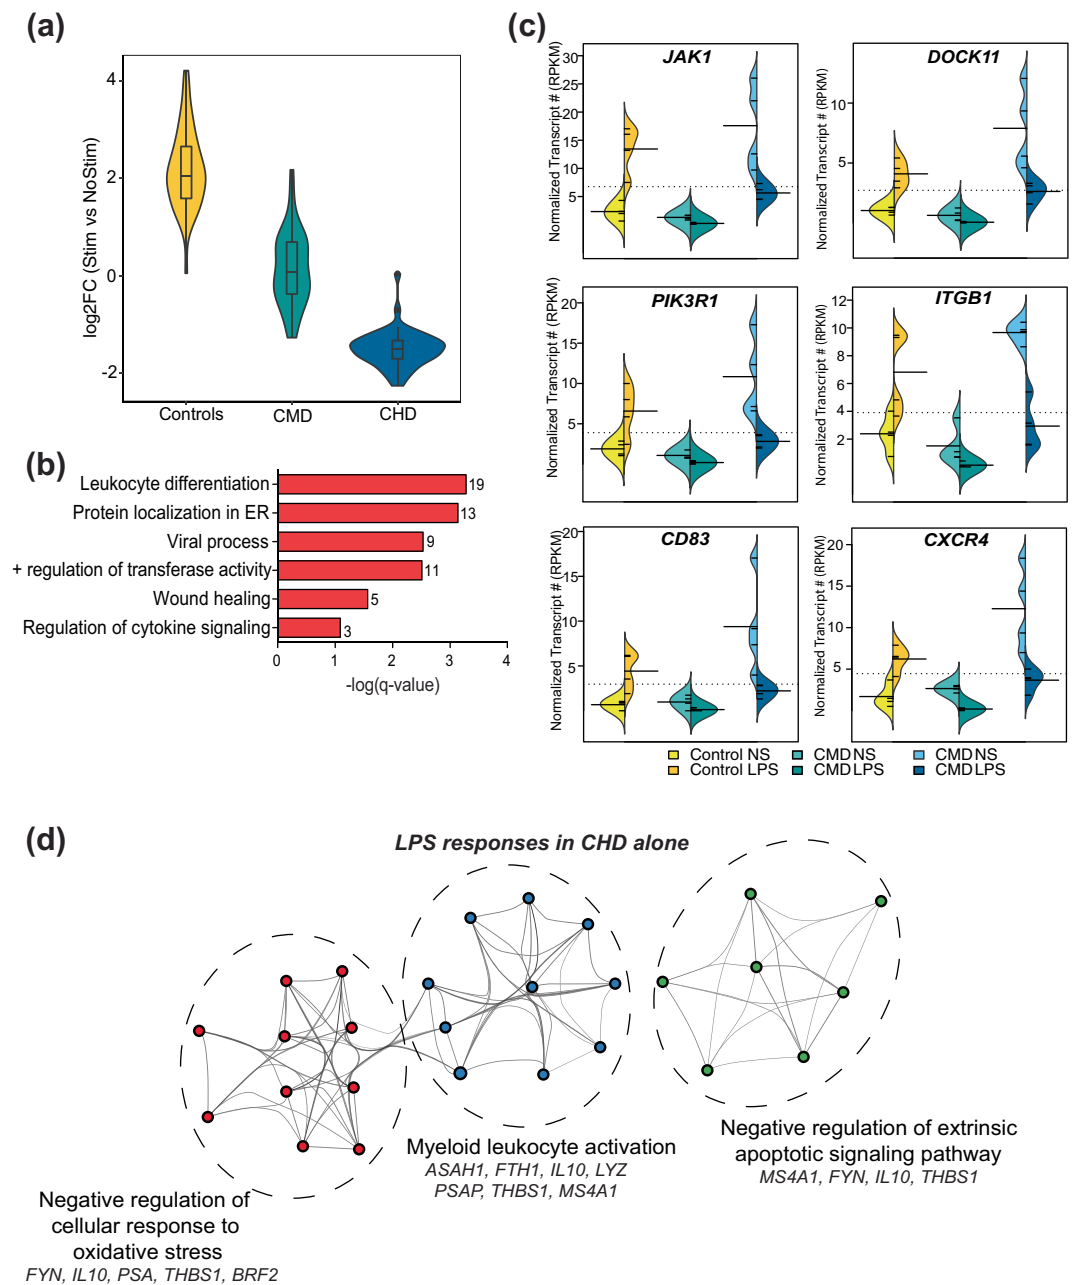 (a)
log2FC (Stim vs NoStim)
4
2
0
-2
Controls
CMD
CHD
(b)
Leukocyte differentiation
19
Protein localization in ER
13
Viral process
9
+ regulation of transferase activity
11
Wound healing
5
Regulation of cytokine signaling
3
0
1
2
3
4
-log(q-value)
(c)
JAK1
Normalized Transcript # (RPKM)
30
25
20
15
10
5
DOCK11
Normalized Transcript # (RPKM)
10
5
PIK3R1
Normalized Transcript # (RPKM)
20
15
10
5
ITGB1
Normalized Transcript # (RPKM)
12
10
8
6
4
2
CD83
Normalized Transcript # (RPKM)
20
15
10
5
CXCR4
Normalized Transcript # (RPKM)
20
15
10
5
Control NS
CMD NS
CMD NS
Control LPS
CMD LPS
CMD LPS
(d)
LPS responses in CHD alone
Negative regulation of
cellular response to
oxidative stress
FYN, IL10, PSA, THBS1, BRF2
Myeloid leukocyte activation
ASAH1, FTH1, IL10, LYZ
PSAP, THBS1, MS4A1
Negative regulation of extrinsic
apoptotic signaling pathway
MS4A1, FYN, IL10, THBS1